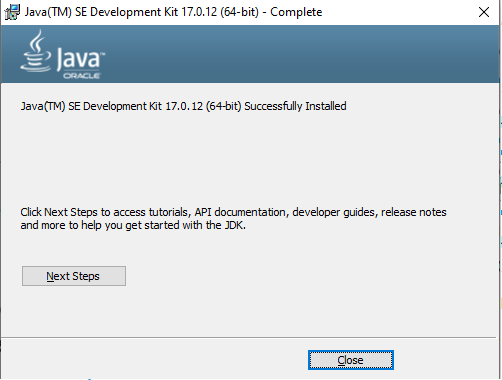 Java(TM) SE Development Kit 17.0.12 (64-bit) - Complete
Java™
ORACLE
Java(TM) SE Development Kit 17.0.12 (64-bit) Successfully Installed
Click Next Steps to access tutorials, API documentation, developer guides, release notes
and more to help you get started with the JDK.
Next Steps
Close